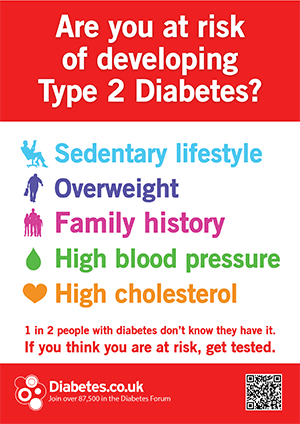 Are you at risk
of developing
Type 2 Diabetes?
Sedentary lifestyle
Overweight
Family history
High blood pressure
High cholesterol
1 in 2 people with diabetes don't know they have it.
If you think you are at risk, get tested.
Diabetes.co.uk
Join over 87,500 in the Diabetes Forum